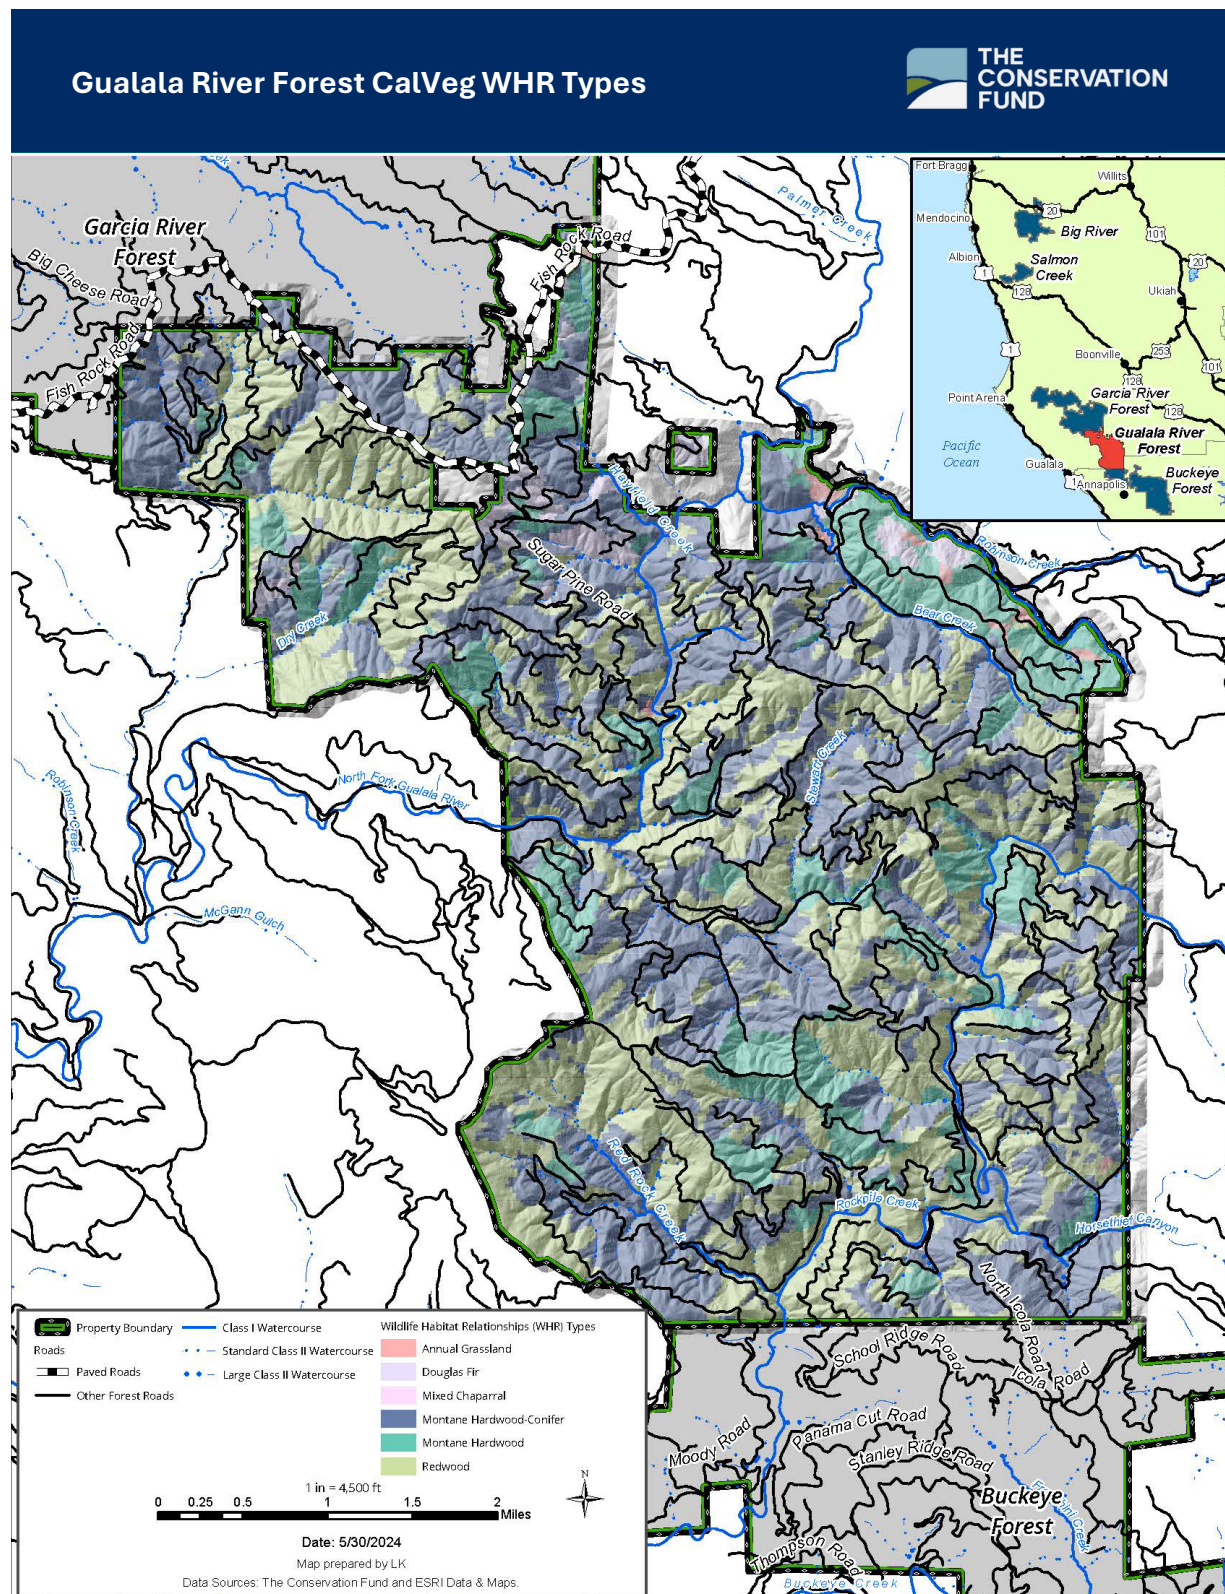 Gualala River Forest CalVeg WHR Types
THE
CONSERVATION
FUND
Garcia River
Forest
Big Cheese Road
Fish Rock Road
Fish Rock Road
Palmer Creek
Hayfield Creek
Sugar Pine Road
Dry Creek
Robinson Creek
Bear Creek
Stewart Creek
North Fork Gualala River
Robinson Creek
McGann Gulch
Red Rock Creek
Rockpile Creek
Horsethief Canyon
North Icola Road
School Ridge Road
Icola Road
Panama Cut Road
Moody Road
Stanley Ridge Road
Buckeye
Forest
Thompson Road
Buckeye Creek
Fort Bragg
Willits
20
Mendocino
Big River
101
Albion
Salmon
Creek
20
1
128
Ukiah
1
Boonville
253
101
128
Point Arena
Garcia River
Forest
128
Gualala River
Forest
Pacific
Ocean
Gualala
Buckeye
Forest
1
Annapolis
Property Boundary
Roads
Paved Roads
Other Forest Roads
Class I Watercourse
Standard Class II Watercourse
Large Class II Watercourse
Wildlife Habitat Relationships (WHR) Types
Annual Grassland
Douglas Fir
Mixed Chaparral
Montane Hardwood-Conifer
Montane Hardwood
Redwood
1 in = 4,500 ft
0 0.25 0.5 1 1.5 2
Miles
N
Date: 5/30/2024
Map prepared by LK
Data Sources: The Conservation Fund and ESRI Data & Maps.